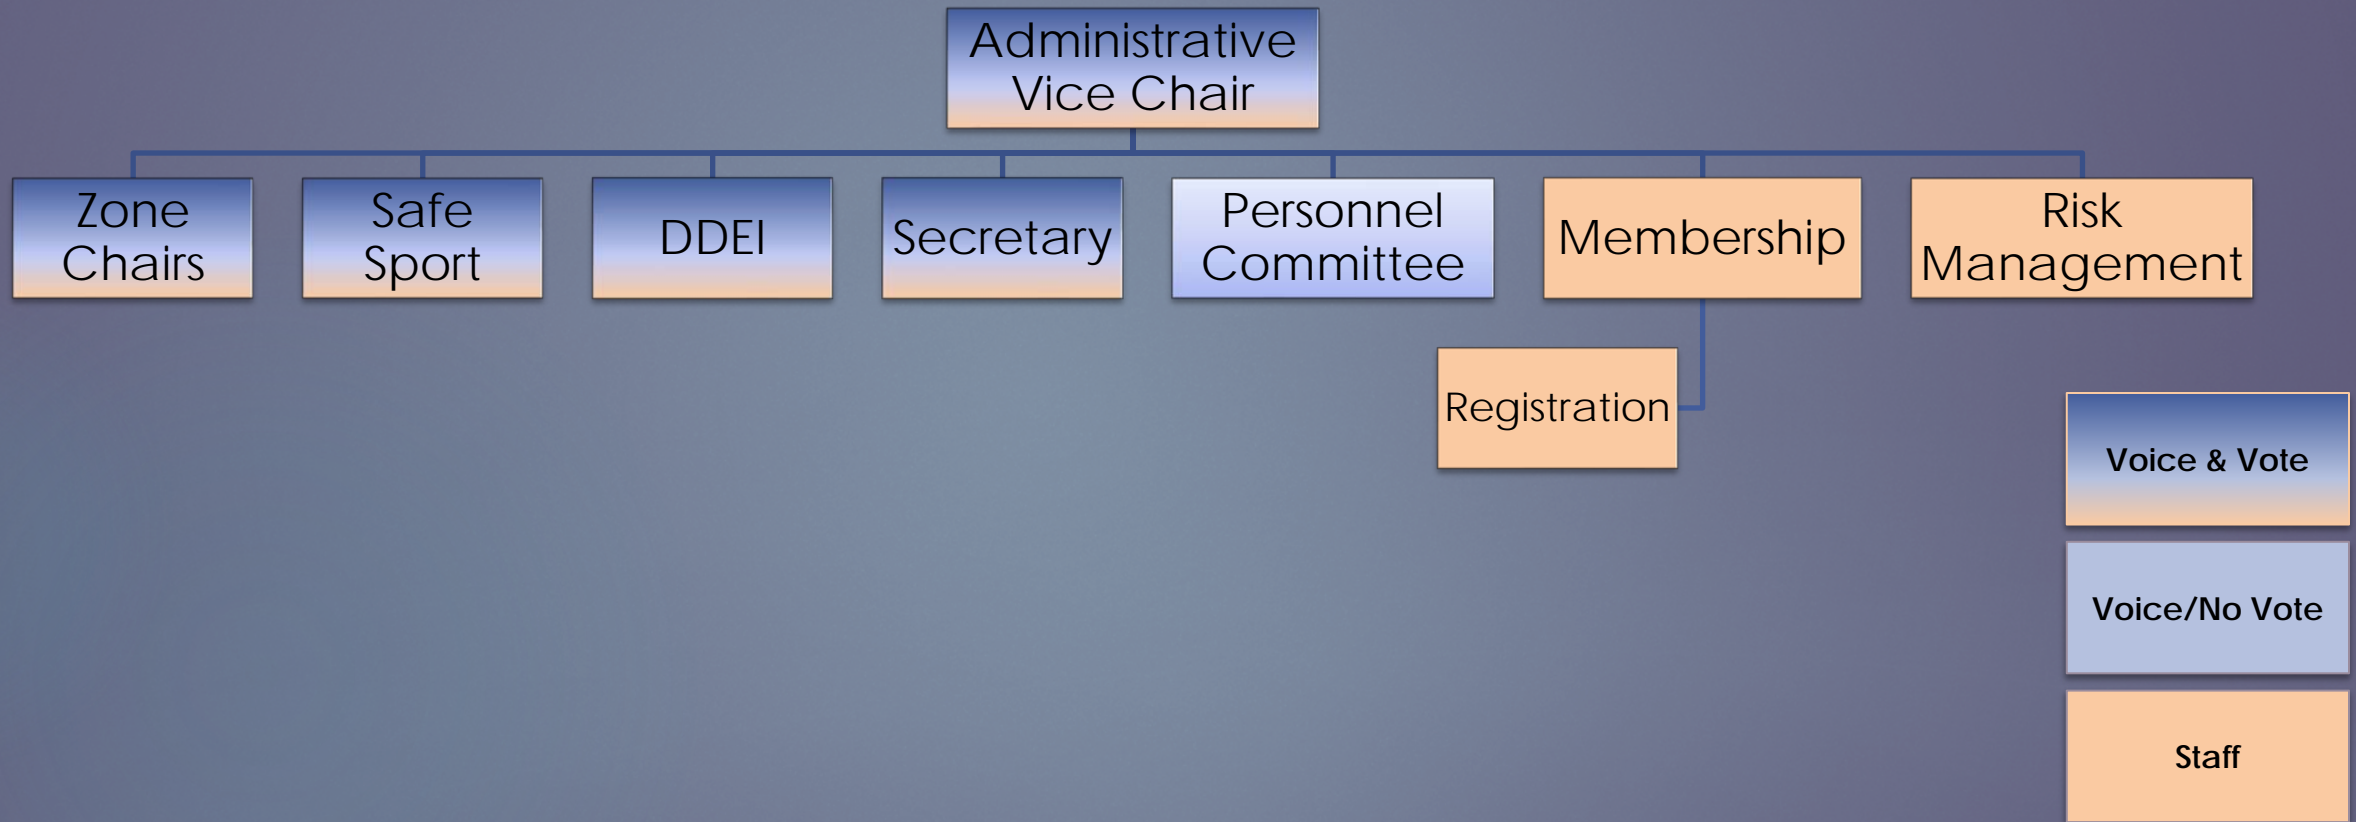 Administrative
Vice Chair
Zone
Chairs
Safe
Sport
DDEI
Secretary
Personnel
Committee
Membership
Risk
Management
Registration
Voice & Vote
Voice/No Vote
Staff